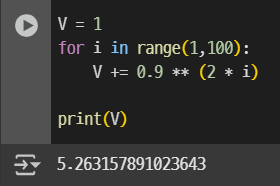 V = 1
for i in range(1,100):
    V += 0.9 ** (2 * i)
print(V)
5.263157891023643